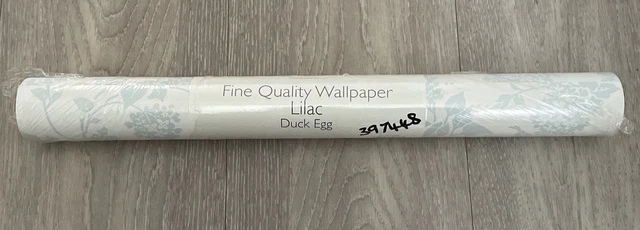 Fine Quality Wallpaper
Lilac
Duck Egg
397448